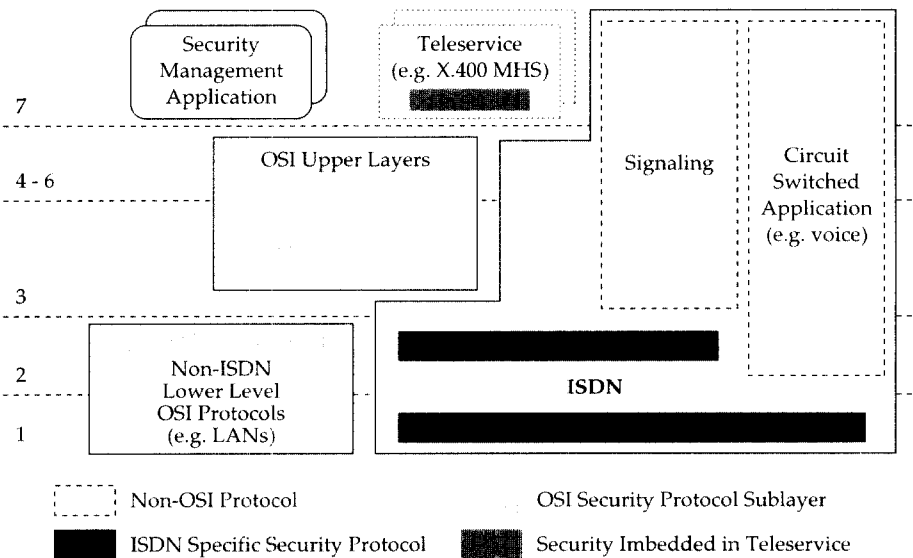 Security
Management
Application
Teleservice
(e.g. X.400 MHS)
7
OSI Upper Layers
Signaling
Circuit
Switched
Application
(e.g. voice)
4 - 6
3
Non-ISDN
Lower Level
OSI Protocols
(e.g. LANs)
2
ISDN
1
Non-OSI Protocol
OSI Security Protocol Sublayer
ISDN Specific Security Protocol
Security Imbedded in Teleservice